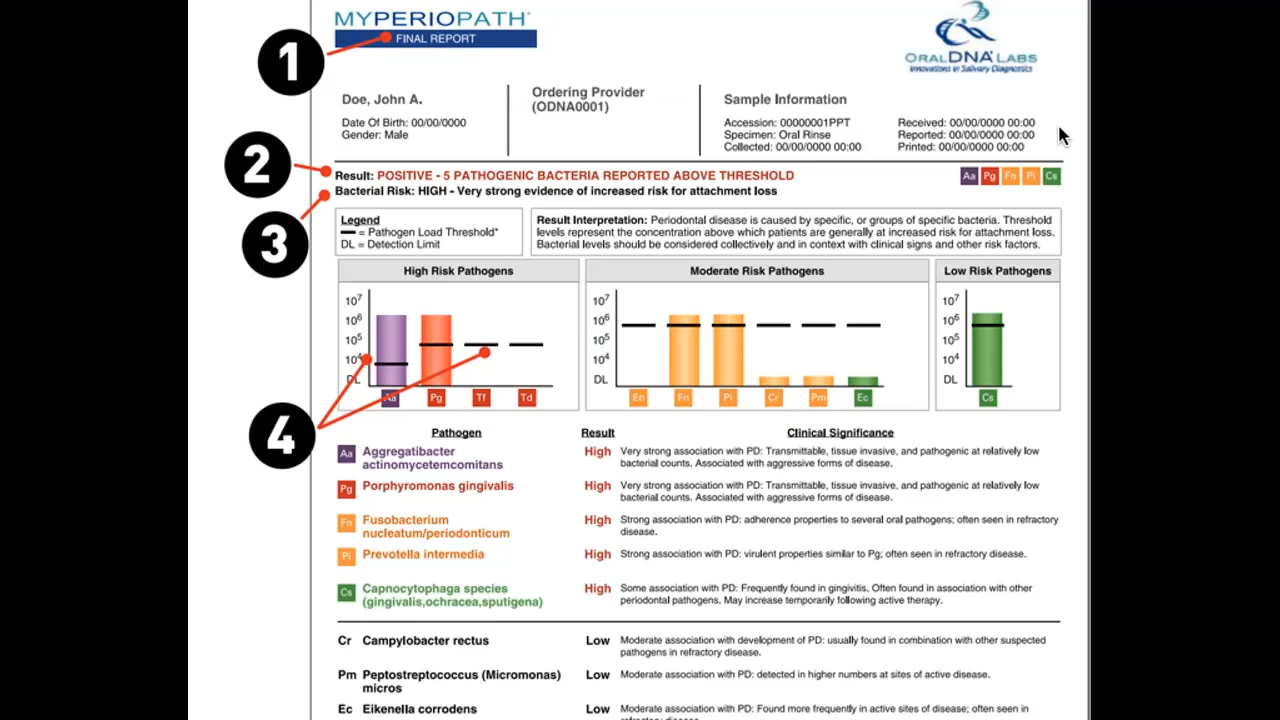 MYPERIOPATH®
FINAL REPORT
ORALDNA LABS
Innovations in Salivary Diagnostics
1
Doe, John A.
Date Of Birth: 00/00/0000
Gender: Male
Ordering Provider
(ODNA0001)
Sample Information
Accession: 00000001PPT
Specimen: Oral Rinse
Collected: 00/00/0000 00:00
Received: 00/00/0000 00:00
Reported: 00/00/0000 00:00
Printed: 00/00/0000 00:00
2
Result: POSITIVE - 5 PATHOGENIC BACTERIA REPORTED ABOVE THRESHOLD
Aa Pg Fn Pi Cs
Bacterial Risk: HIGH - Very strong evidence of increased risk for attachment loss
3
Legend
= Pathogen Load Threshold*
DL = Detection Limit
Result Interpretation: Periodontal disease is caused by specific, or groups of specific bacteria. Threshold
levels represent the concentration above which patients are generally at increased risk for attachment loss.
Bacterial levels should be considered collectively and in context with clinical signs and other risk factors.
High Risk Pathogens
10⁷
10⁶
10⁵
10⁴
DL
Aa Pg Tf Td
Moderate Risk Pathogens
10⁷
10⁶
10⁵
10⁴
DL
En Fn Pi Cr Pm Ec
Low Risk Pathogens
10⁷
10⁶
10⁵
10⁴
DL
Cs
4
Pathogen Result Clinical Significance
Aa Aggregatibacter actinomycetemcomitans High Very strong association with PD: Transmittable, tissue invasive, and pathogenic at relatively low
bacterial counts. Associated with aggressive forms of disease.
Pg Porphyromonas gingivalis High Very strong association with PD: Transmittable, tissue invasive, and pathogenic at relatively low
bacterial counts. Associated with aggressive forms of disease.
Fn Fusobacterium nucleatum/periodonticum High Strong association with PD: adherence properties to several oral pathogens; often seen in refractory
disease.
Pi Prevotella intermedia High Strong association with PD: virulent properties similar to Pg; often seen in refractory disease.
Cs Capnocytophaga species (gingivalis,ochracea,sputigena) High Some association with PD: Frequently found in gingivitis. Often found in association with other
periodontal pathogens. May increase temporarily following active therapy.
Cr Campylobacter rectus Low Moderate association with development of PD: usually found in combination with other suspected
pathogens in refractory disease.
Pm Peptostreptococcus (Micromonas) micros Low Moderate association with PD: detected in higher numbers at sites of active disease.
Ec Eikenella corrodens Low Moderate association with PD: Found more frequently in active sites of disease; often seen in
refractory disease.